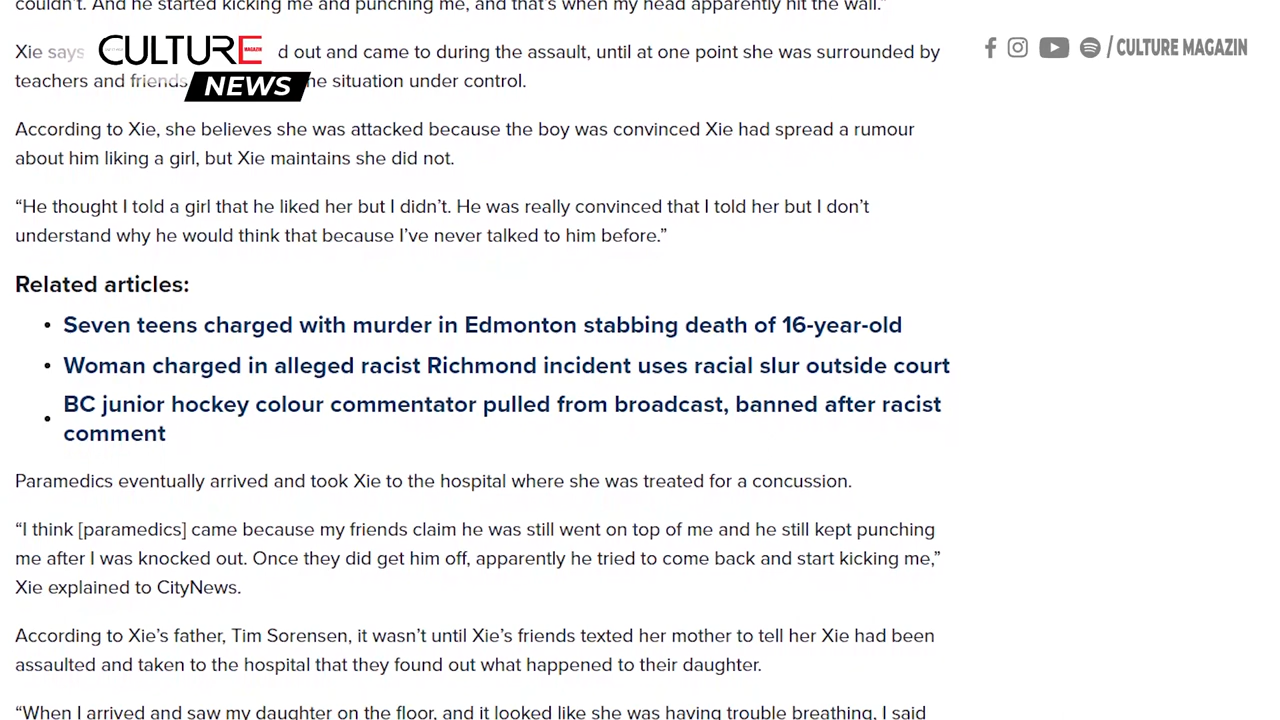 couldn't. And he started kicking me and punching me, and that's when my head apparently hit the wall.”
Xie says d out and came to during the assault, until at one point she was surrounded by
teachers and friends he situation under control.
CULTURE
MAGAZIN
NEWS
/ CULTURE MAGAZIN
According to Xie, she believes she was attacked because the boy was convinced Xie had spread a rumour
about him liking a girl, but Xie maintains she did not.
“He thought I told a girl that he liked her but I didn't. He was really convinced that I told her but I don't
understand why he would think that because I've never talked to him before.”
Related articles:
• Seven teens charged with murder in Edmonton stabbing death of 16-year-old
• Woman charged in alleged racist Richmond incident uses racial slur outside court
• BC junior hockey colour commentator pulled from broadcast, banned after racist
comment
Paramedics eventually arrived and took Xie to the hospital where she was treated for a concussion.
“I think [paramedics] came because my friends claim he was still went on top of me and he still kept punching
me after I was knocked out. Once they did get him off, apparently he tried to come back and start kicking me,”
Xie explained to CityNews.
According to Xie's father, Tim Sorensen, it wasn't until Xie's friends texted her mother to tell her Xie had been
assaulted and taken to the hospital that they found out what happened to their daughter.
“When I arrived and saw my daughter on the floor, and it looked like she was having trouble breathing, I said